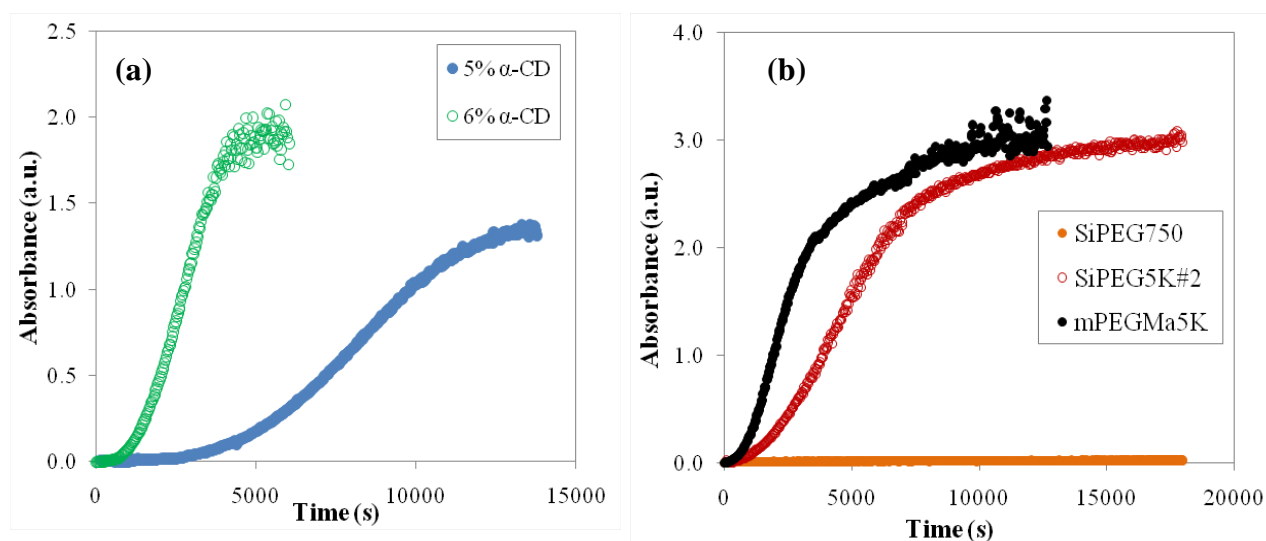 (a)
5% α-CD
6% α-CD
2.5
2.0
1.5
1.0
0.5
0.0
Absorbance (a.u.)
0
5000
10000
15000
Time (s)
(b)
SiPEG750
SiPEG5K#2
mPEGMa5K
4.0
3.0
2.0
1.0
0.0
Absorbance (a.u.)
0
5000
10000
15000
20000
Time (s)